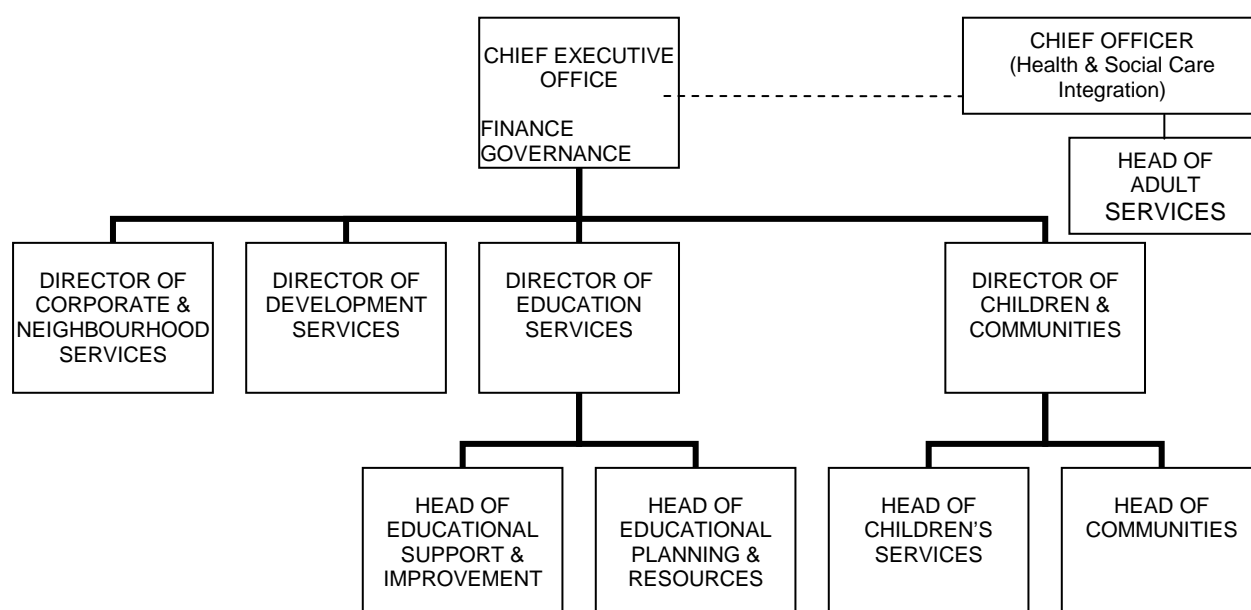 CHIEF EXECUTIVE
OFFICE
FINANCE
GOVERNANCE
CHIEF OFFICER
(Health & Social Care
Integration)
HEAD OF
ADULT
SERVICES
DIRECTOR OF
CORPORATE &
NEIGHBOURHOOD
SERVICES
DIRECTOR OF
DEVELOPMENT
SERVICES
DIRECTOR OF
EDUCATION
SERVICES
DIRECTOR OF
CHILDREN &
COMMUNITIES
HEAD OF
EDUCATIONAL
SUPPORT &
IMPROVEMENT
HEAD OF
EDUCATIONAL
PLANNING &
RESOURCES
HEAD OF
CHILDREN’S
SERVICES
HEAD OF
COMMUNITIES